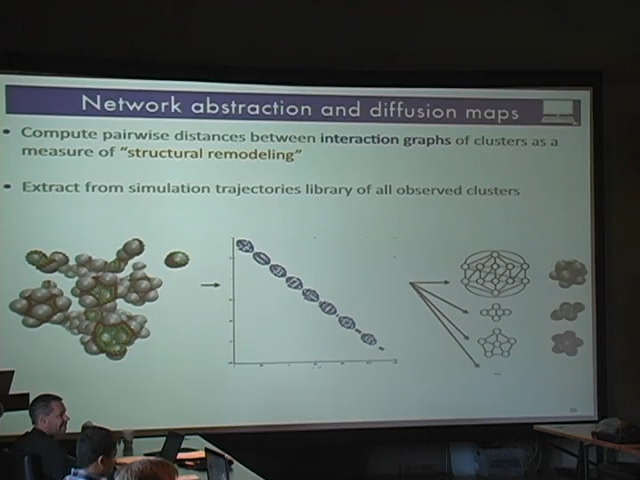 Network abstraction and diffusion maps
• Compute pairwise distances between interaction graphs of clusters as a
measure of "structural remodeling"
• Extract from simulation trajectories library of all observed clusters